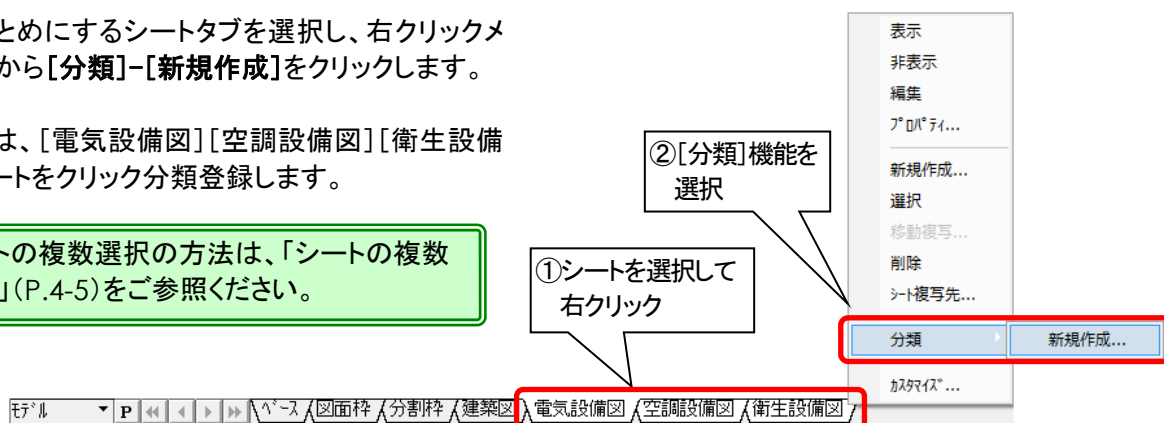 とめにするシートタブを選択し、右クリックメ
から[分類]-[新規作成]をクリックします。
は、[電気設備図][空調設備図][衛生設備
ートをクリック分類登録します。
トの複数選択の方法は、「シートの複数
」(P.4-5)をご参照ください。
①シートを選択して
右クリック
②[分類]機能を
選択
表示
非表示
編集
ﾌﾟﾛﾊﾟﾃｨ...
新規作成...
選択
移動複写...
削除
ｼｰﾄ複写先...
分類
新規作成...
ｶｽﾀﾏｲｽﾞ...
ﾓﾃﾞﾙ P ﾍﾞｰｽ 図面枠 分割枠 建築図 電気設備図 空調設備図 衛生設備図